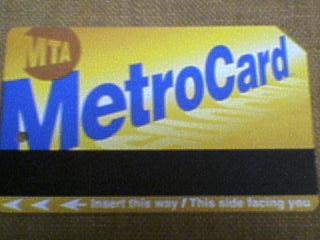 MTA
MetroCard
Insert this way / This side facing you